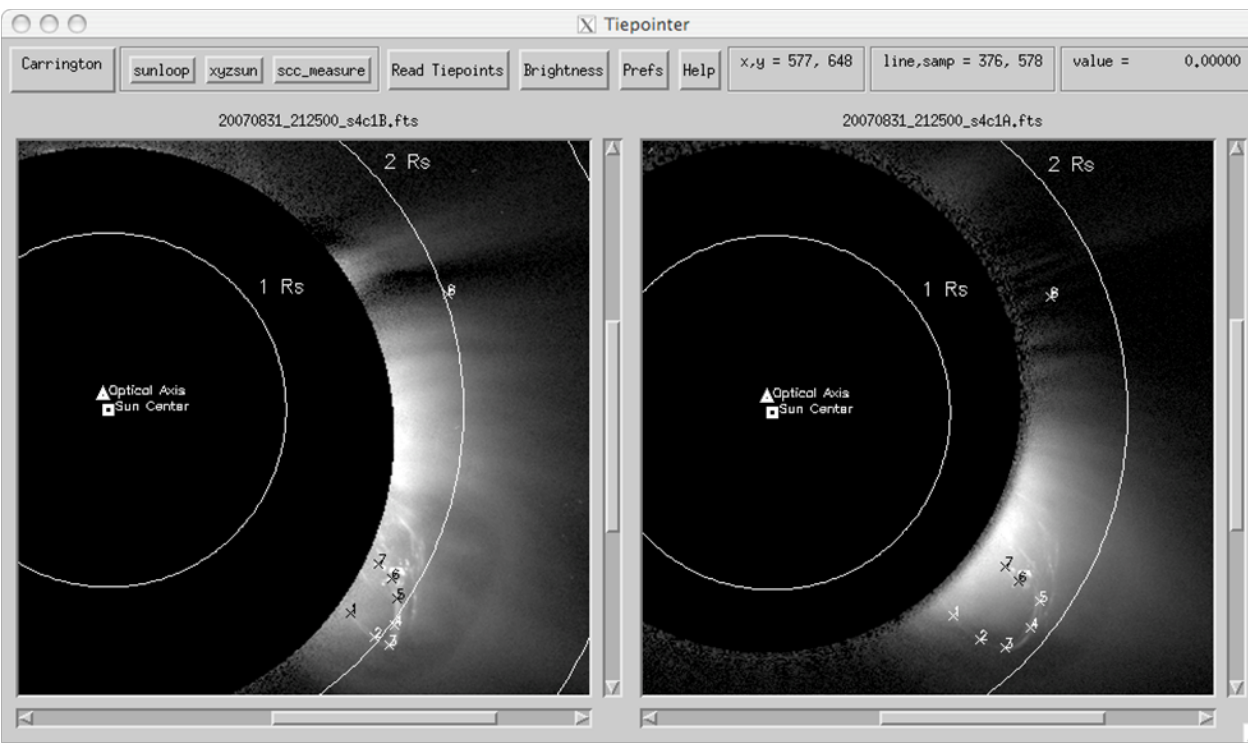 X Tiepointer
Carrington
sunloop xyzsun scc_measure
Read Tiepoints
Brightness
Prefs
Help
x,y = 577, 648
line,samp = 376, 578
value = 0.00000
20070831_212500_s4c1B.fts
2 Rs
1 Rs
8
Optical Axis
Sun Center
7
6
5
1
4
2
3
20070831_212500_s4c1A.fts
2 Rs
1 Rs
8
Optical Axis
Sun Center
7
6
5
1
4
2
3